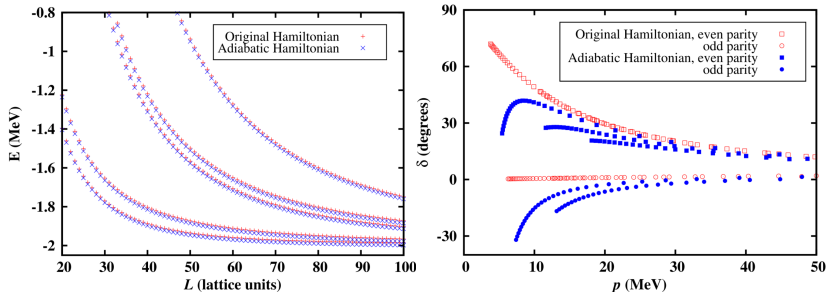 Original Hamiltonian
Adiabatic Hamiltonian
E (MeV)
-0.8
-1
-1.2
-1.4
-1.6
-1.8
-2
20 30 40 50 60 70 80 90 100
L (lattice units)
Original Hamiltonian, even parity
odd parity
Adiabatic Hamiltonian, even parity
odd parity
δ (degrees)
90
60
30
0
-30
0 10 20 30 40 50
p (MeV)